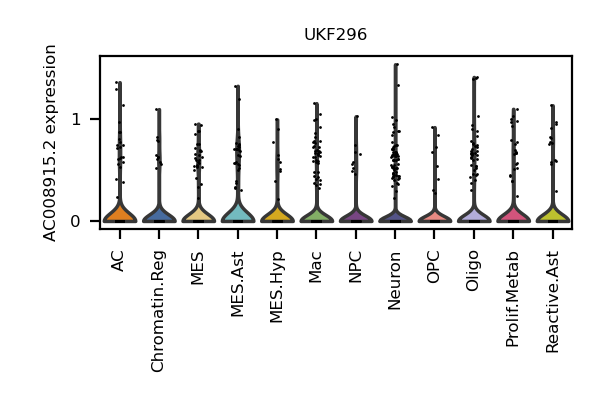 UKF296
AC008915.2 expression
1
0
AC
Chromatin.Reg
MES
MES.Ast
MES.Hyp
Mac
NPC
Neuron
OPC
Oligo
Prolif.Metab
Reactive.Ast